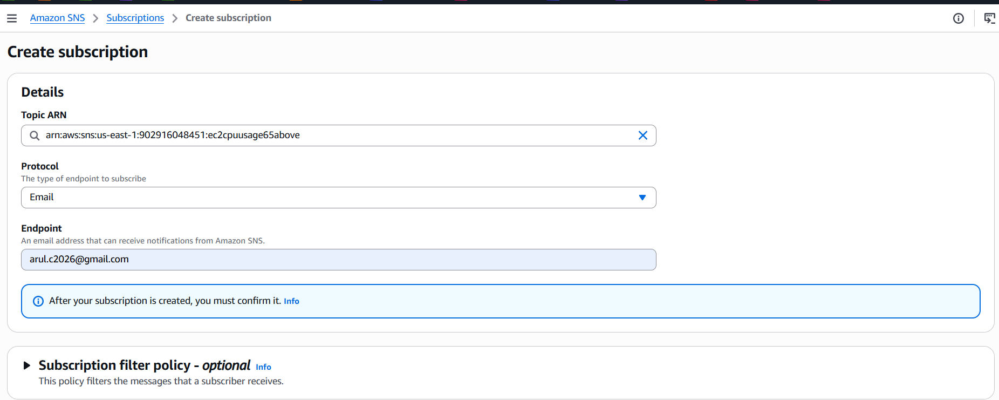 Amazon SNS > Subscriptions > Create subscription
Create subscription
Details
Topic ARN
arn:aws:sns:us-east-1:902916048451:ec2cpuusage65above
Protocol
The type of endpoint to subscribe
Email
Endpoint
An email address that can receive notifications from Amazon SNS.
arul.c2026@gmail.com
After your subscription is created, you must confirm it. Info
Subscription filter policy - optional Info
This policy filters the messages that a subscriber receives.